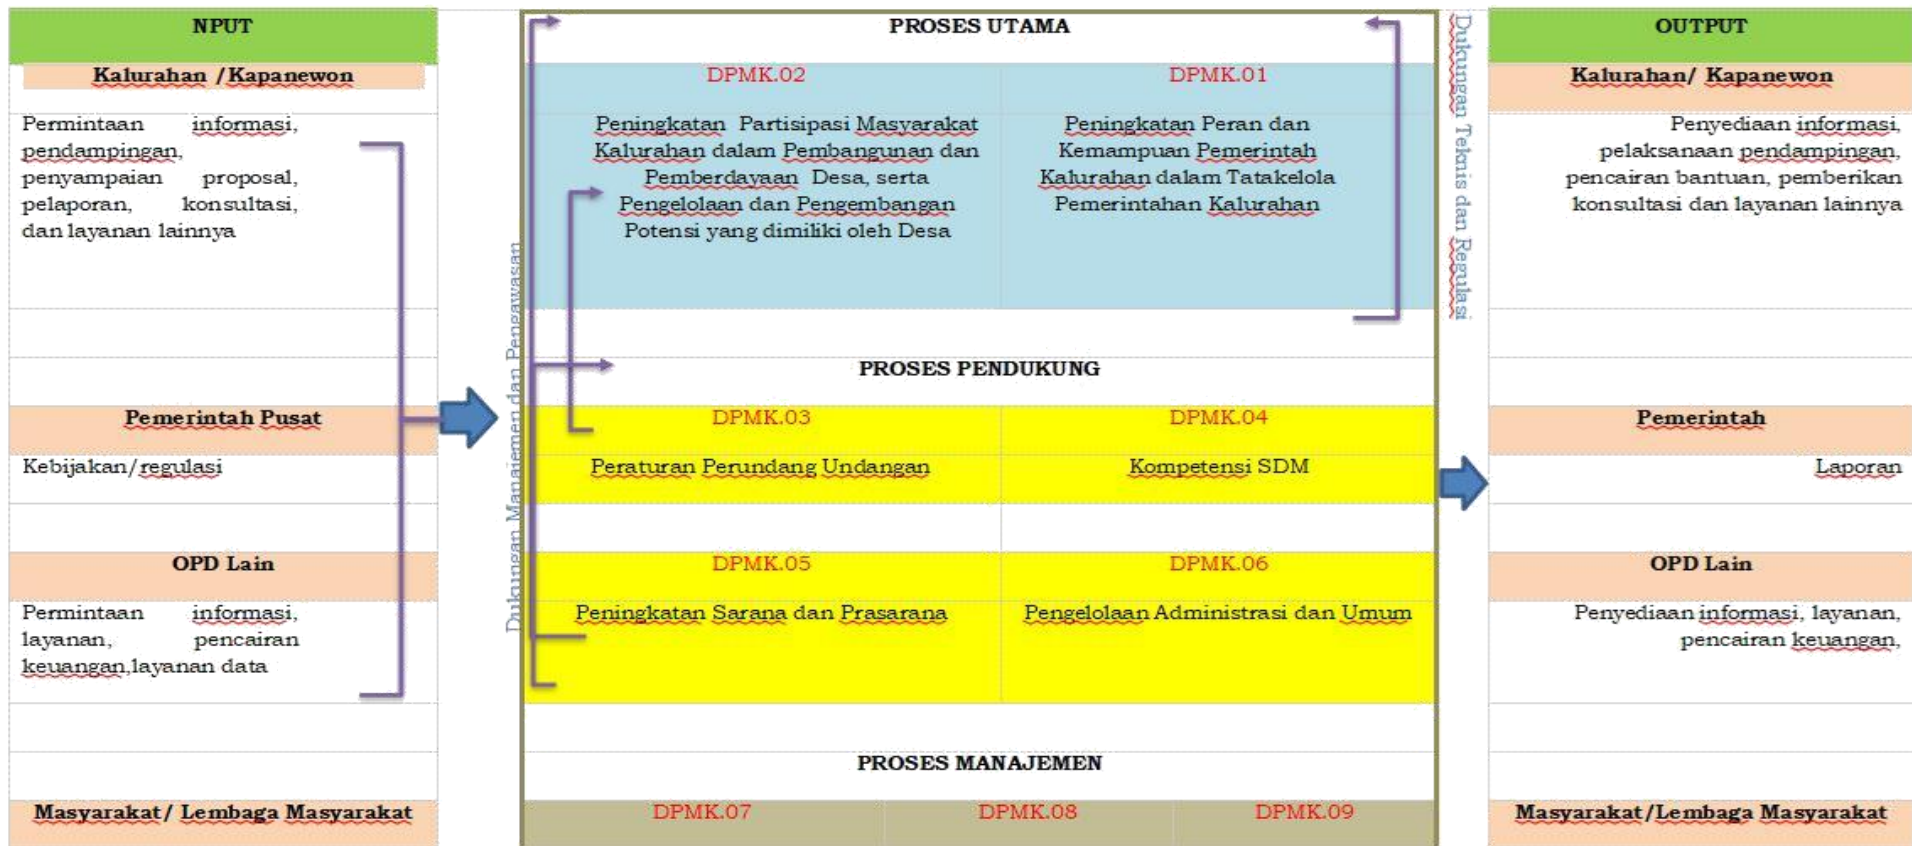 NPUT
Kalurahan /Kapanewon
Permintaan informasi,
pendampingan,
penyampaian proposal,
pelaporan, konsultasi,
dan layanan lainnya
Pemerintah Pusat
Kebijakan/regulasi
OPD Lain
Permintaan informasi,
layanan, pencairan
keuangan,layanan data
Masyarakat/ Lembaga Masyarakat
Dukungan Manajemen dan Pengawasan
PROSES UTAMA
DPMK.02
Peningkatan Partisipasi Masyarakat
Kalurahan dalam Pembangunan dan
Pemberdayaan Desa, serta
Pengelolaan dan Pengembangan
Potensi yang dimiliki oleh Desa
DPMK.01
Peningkatan Peran dan
Kemampuan Pemerintah
Kalurahan dalam Tatakelola
Pemerintahan Kalurahan
PROSES PENDUKUNG
DPMK.03
Peraturan Perundang Undangan
DPMK.04
Kompetensi SDM
DPMK.05
Peningkatan Sarana dan Prasarana
DPMK.06
Pengelolaan Administrasi dan Umum
PROSES MANAJEMEN
DPMK.07
DPMK.08
DPMK.09
Dukungan Teknis dan Regulasi
OUTPUT
Kalurahan/ Kapanewon
Penyediaan informasi,
pelaksanaan pendampingan,
pencairan bantuan, pemberikan
konsultasi dan layanan lainnya
Pemerintah
Laporan
OPD Lain
Penyediaan informasi, layanan,
pencairan keuangan,
Masyarakat/Lembaga Masyarakat